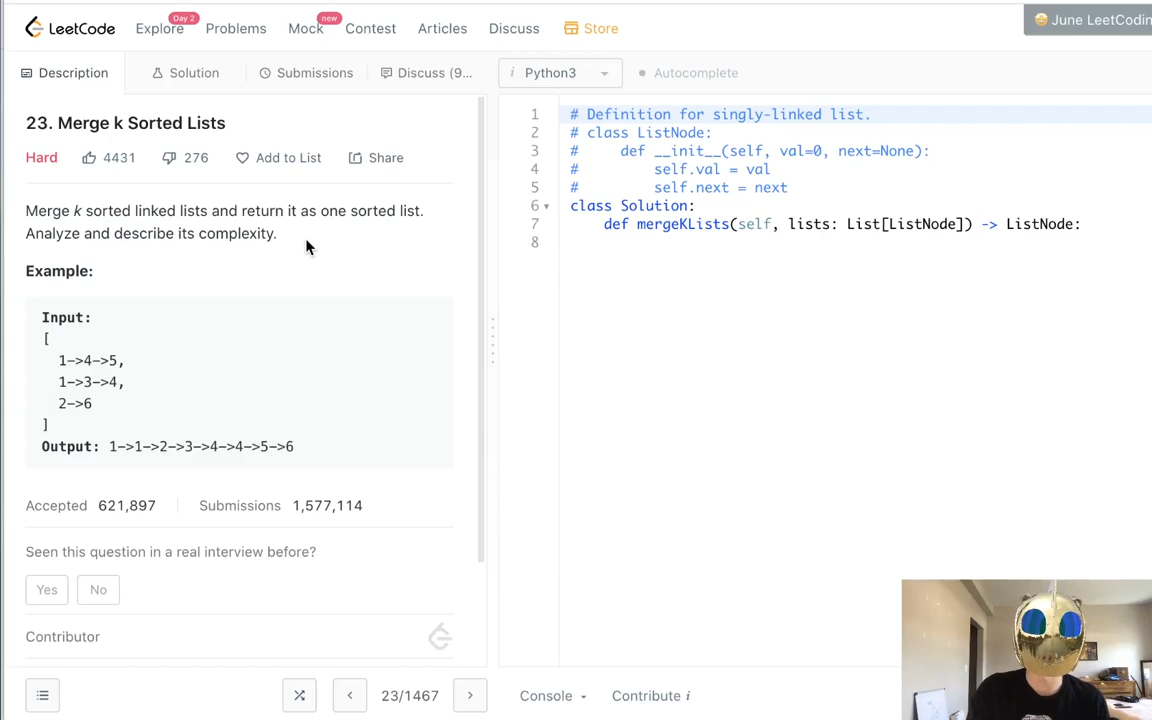 LeetCode
Explore
Day 2
Problems
Mock
new
Contest
Articles
Discuss
Store
June LeetCodin
Description
Solution
Submissions
Discuss (9...
i Python3
Autocomplete
23. Merge k Sorted Lists
Hard
4431
276
Add to List
Share
Merge k sorted linked lists and return it as one sorted list.
Analyze and describe its complexity.
Example:
Input:
[
1->4->5,
1->3->4,
2->6
]
Output: 1->1->2->3->4->4->5->6
Accepted 621,897
Submissions 1,577,114
Seen this question in a real interview before?
Yes
No
Contributor
23/1467
1 # Definition for singly-linked list.
2 # class ListNode:
3 #     def __init__(self, val=0, next=None):
4 #         self.val = val
5 #         self.next = next
6 class Solution:
7     def mergeKLists(self, lists: List[ListNode]) -> ListNode:
8
Console
Contribute i